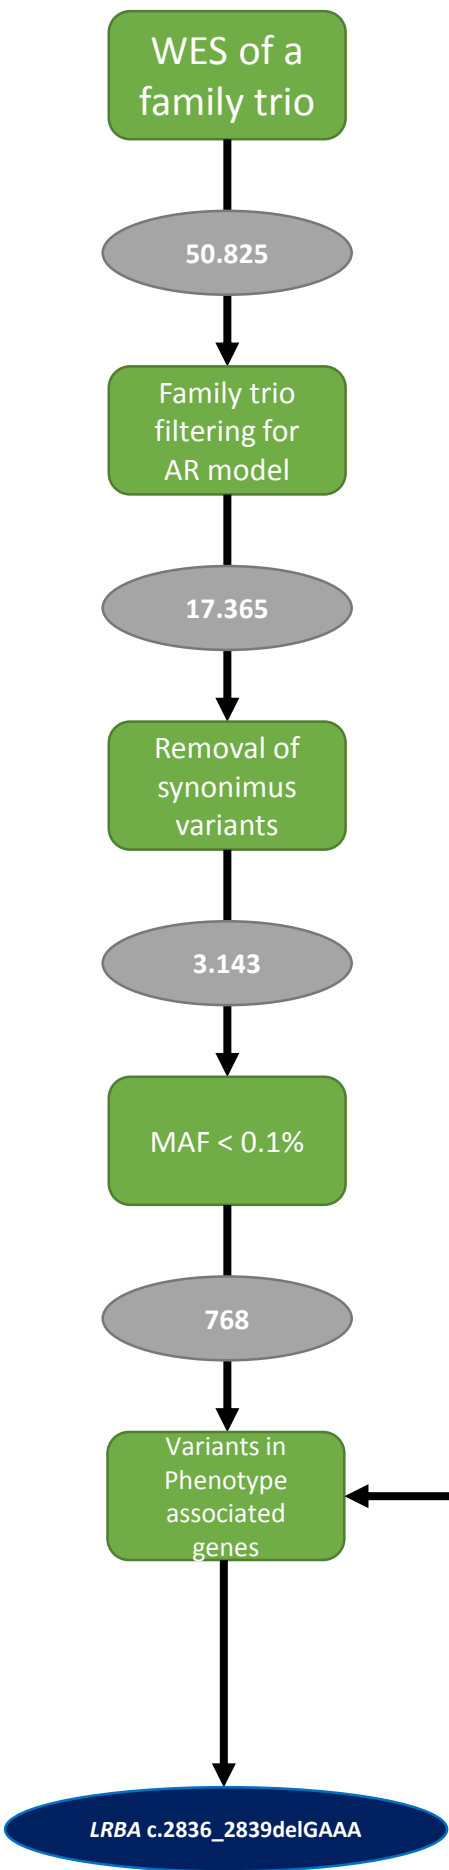 WES of a
family trio
50.825
Family trio
filtering for
AR model
17.365
Removal of
synonimus
variants
3.143
MAF < 0.1%
768
Variants in
Phenotype
associated
genes
LRBA c.2836_2839delGAAA